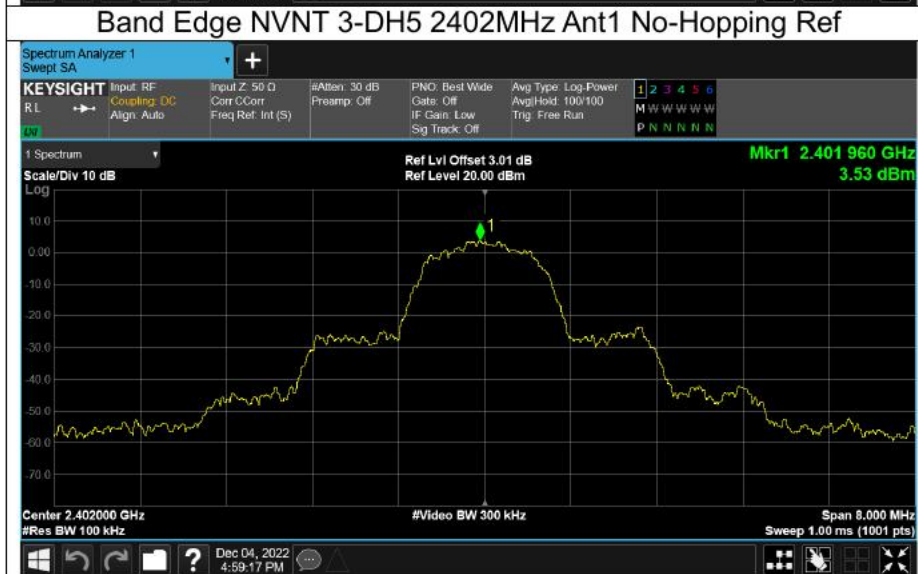 Band Edge NVNT 3-DH5 2402MHz Ant1 No-Hopping Ref
Spectrum Analyzer 1
Swept SA
+
KEYSIGHT
R L
LXI
Input: RF
Coupling: DC
Align: Auto
Input Z: 50 Ω
Corr CCorr
Freq Ref: Int (S)
#Atten: 30 dB
Preamp: Off
PNO: Best Wide
Gate: Off
IF Gain: Low
Sig Track: Off
Avg Type: Log-Power
Avg|Hold: 100/100
Trig: Free Run
1 2 3 4 5 6
M W W W W W
P N N N N N
1 Spectrum
Scale/Div 10 dB
Ref Lvl Offset 3.01 dB
Ref Level 20.00 dBm
Mkr1 2.401 960 GHz
3.53 dBm
Log
10.0
1
0.00
-10.0
-20.0
-30.0
-40.0
-50.0
-60.0
-70.0
Center 2.402000 GHz
#Video BW 300 kHz
Span 8.000 MHz
#Res BW 100 kHz
Sweep 1.00 ms (1001 pts)
?
Dec 04, 2022
4:59:17 PM